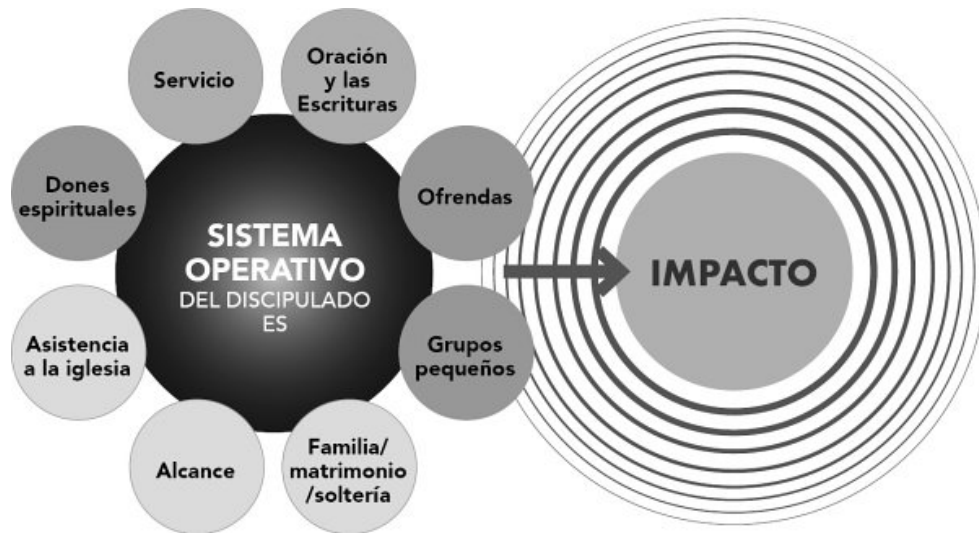 Servicio
Oración
y las
Escrituras
Dones
espirituales
Ofrendas
SISTEMA
OPERATIVO
DEL DISCIPULADO
ES
IMPACTO
Asistencia
a la iglesia
Grupos
pequeños
Alcance
Familia/
matrimonio
/soltería